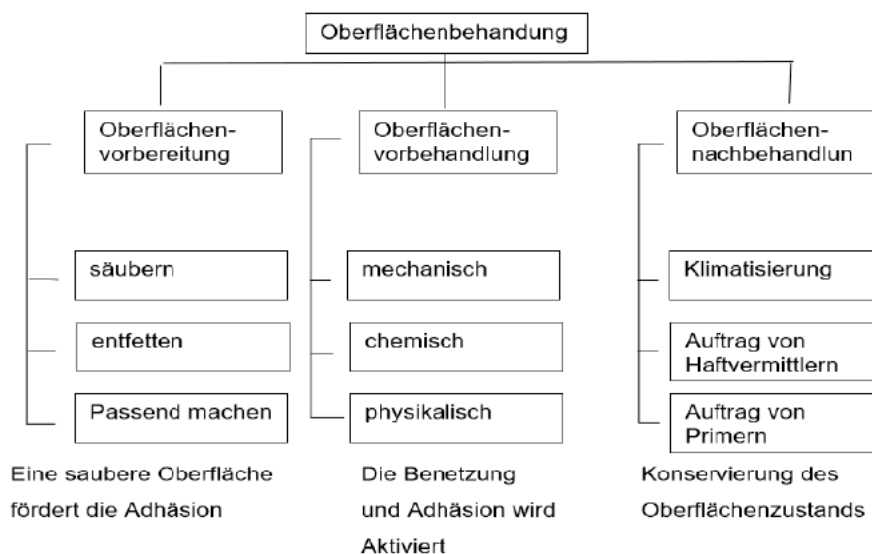 Oberflächenbehandung
Oberflächen-
vorbereitung
säubern
entfetten
Passend machen
Eine saubere Oberfläche
fördert die Adhäsion
Oberflächen-
vorbehandlung
mechanisch
chemisch
physikalisch
Die Benetzung
und Adhäsion wird
Aktiviert
Oberflächen-
nachbehandlun
Klimatisierung
Auftrag von
Haftvermittlern
Auftrag von
Primern
Konservierung des
Oberflächenzustands